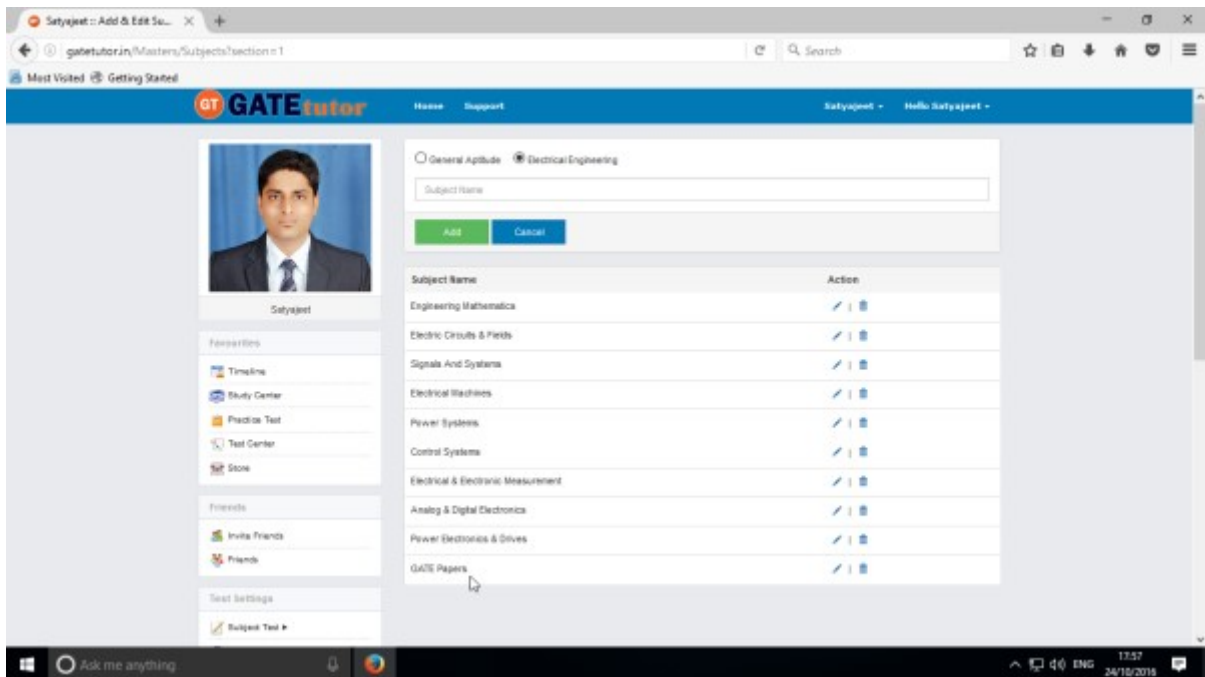 Satyajeet :: Add & Edit Su...
gatetutor.in/Masters/Subjects?section=1
Search
Most Visited Getting Started
GT GATEtutor Home Support Satyajeet Hello Satyajeet
General Aptitude Electrical Engineering
Subject Name
Add Cancel
Satyajeet
Favourites
Timeline
Study Center
Practice Test
Test Center
Store
Friends
Invite Friends
Friends
Test Settings
Subject Test
Subject Name Action
Engineering Mathematics
Electric Circuits & Fields
Signals And Systems
Electrical Machines
Power Systems
Control Systems
Electrical & Electronic Measurement
Analog & Digital Electronics
Power Electronics & Drives
GATE Papers
Ask me anything
ENG
17:57
24/10/2016